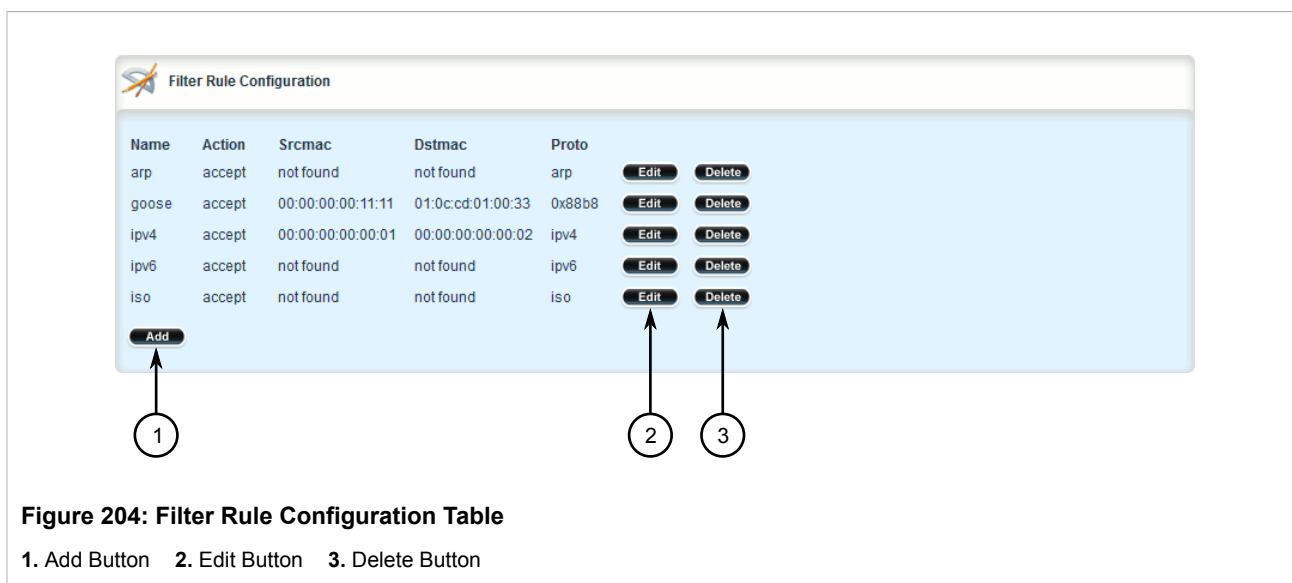 Filter Rule Configuration
Name Action Srcmac Dstmac Proto
arp accept not found not found arp Edit Delete
goose accept 00:00:00:00:11:11 01:0c:cd:01:00:33 0x88b8 Edit Delete
ipv4 accept 00:00:00:00:00:01 00:00:00:00:00:02 ipv4 Edit Delete
ipv6 accept not found not found ipv6 Edit Delete
iso accept not found not found iso Edit Delete
Add
1 2 3
Figure 204: Filter Rule Configuration Table
1. Add Button 2. Edit Button 3. Delete Button